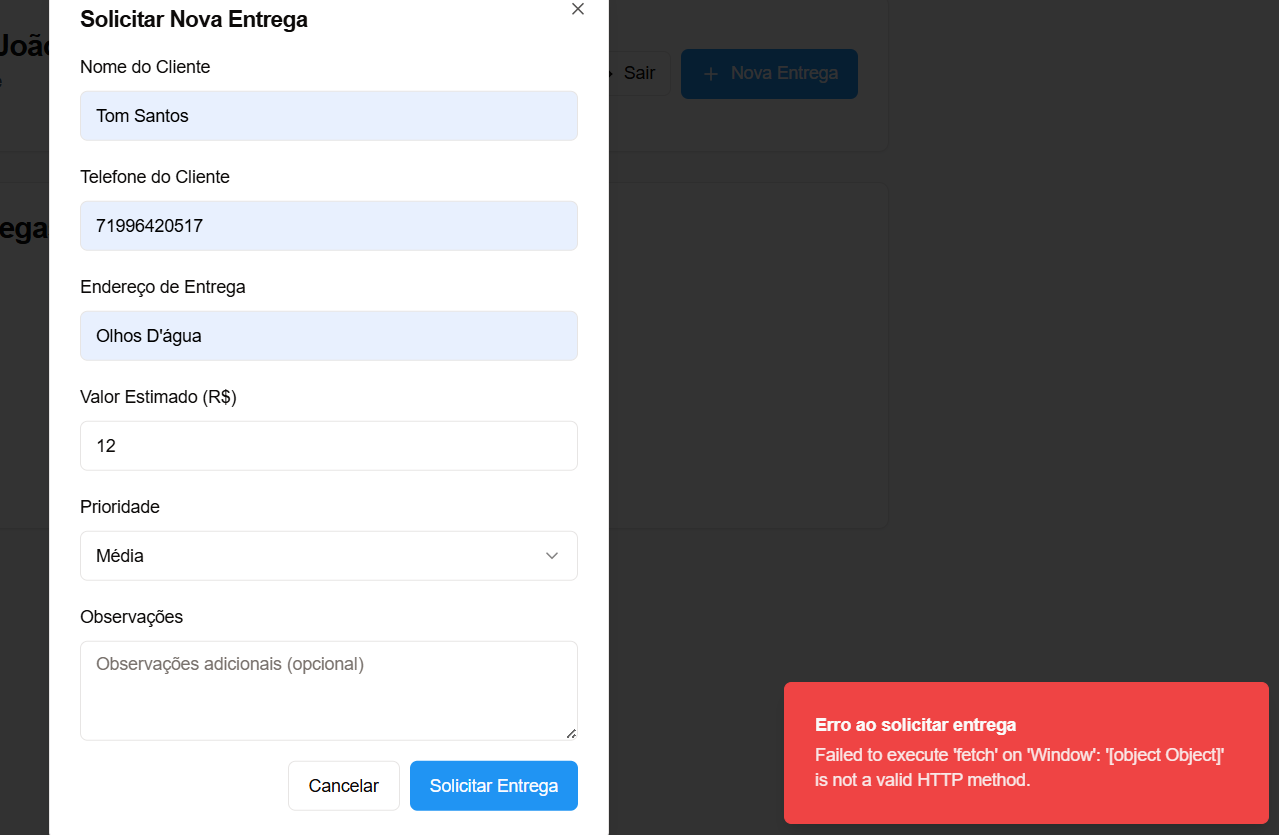 Solicitar Nova Entrega
João
Nome do Cliente
Sair
Nova Entrega
Tom Santos
Telefone do Cliente
71996420517
ega
Endereço de Entrega
Olhos D'água
Valor Estimado (R$)
12
Prioridade
Média
Observações
Observações adicionais (opcional)
Cancelar
Solicitar Entrega
Erro ao solicitar entrega
Failed to execute 'fetch' on 'Window': '[object Object]'
is not a valid HTTP method.